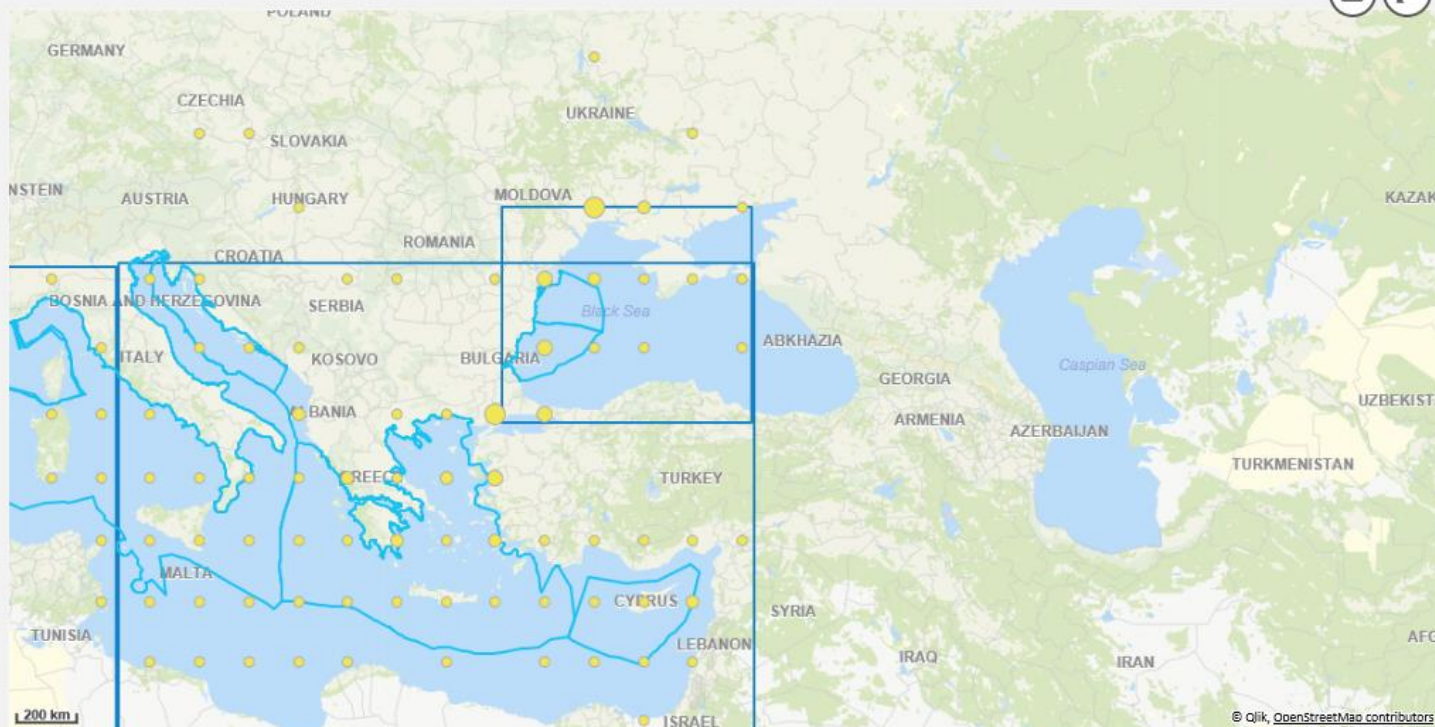 POLAND
GERMANY
CZECHIA
UKRAINE
SLOVAKIA
NSTEIN
AUSTRIA
HUNGARY
MOLDOVA
KAZAK
ROMANIA
CROATIA
BOSNIA AND HERZEGOVINA
SERBIA
Black Sea
ABKHAZIA
ITALY
KOSOVO
BULGARIA
Caspian Sea
GEORGIA
UZBEKIST
ALBANIA
ARMENIA
AZERBAIJAN
GREEC
TURKEY
TURKMENISTAN
MALTA
CYPRUS
SYRIA
TUNISIA
LEBANON
AFG
IRAQ
IRAN
200 km
ISRAEL
© Qlik, OpenStreetMap contributors